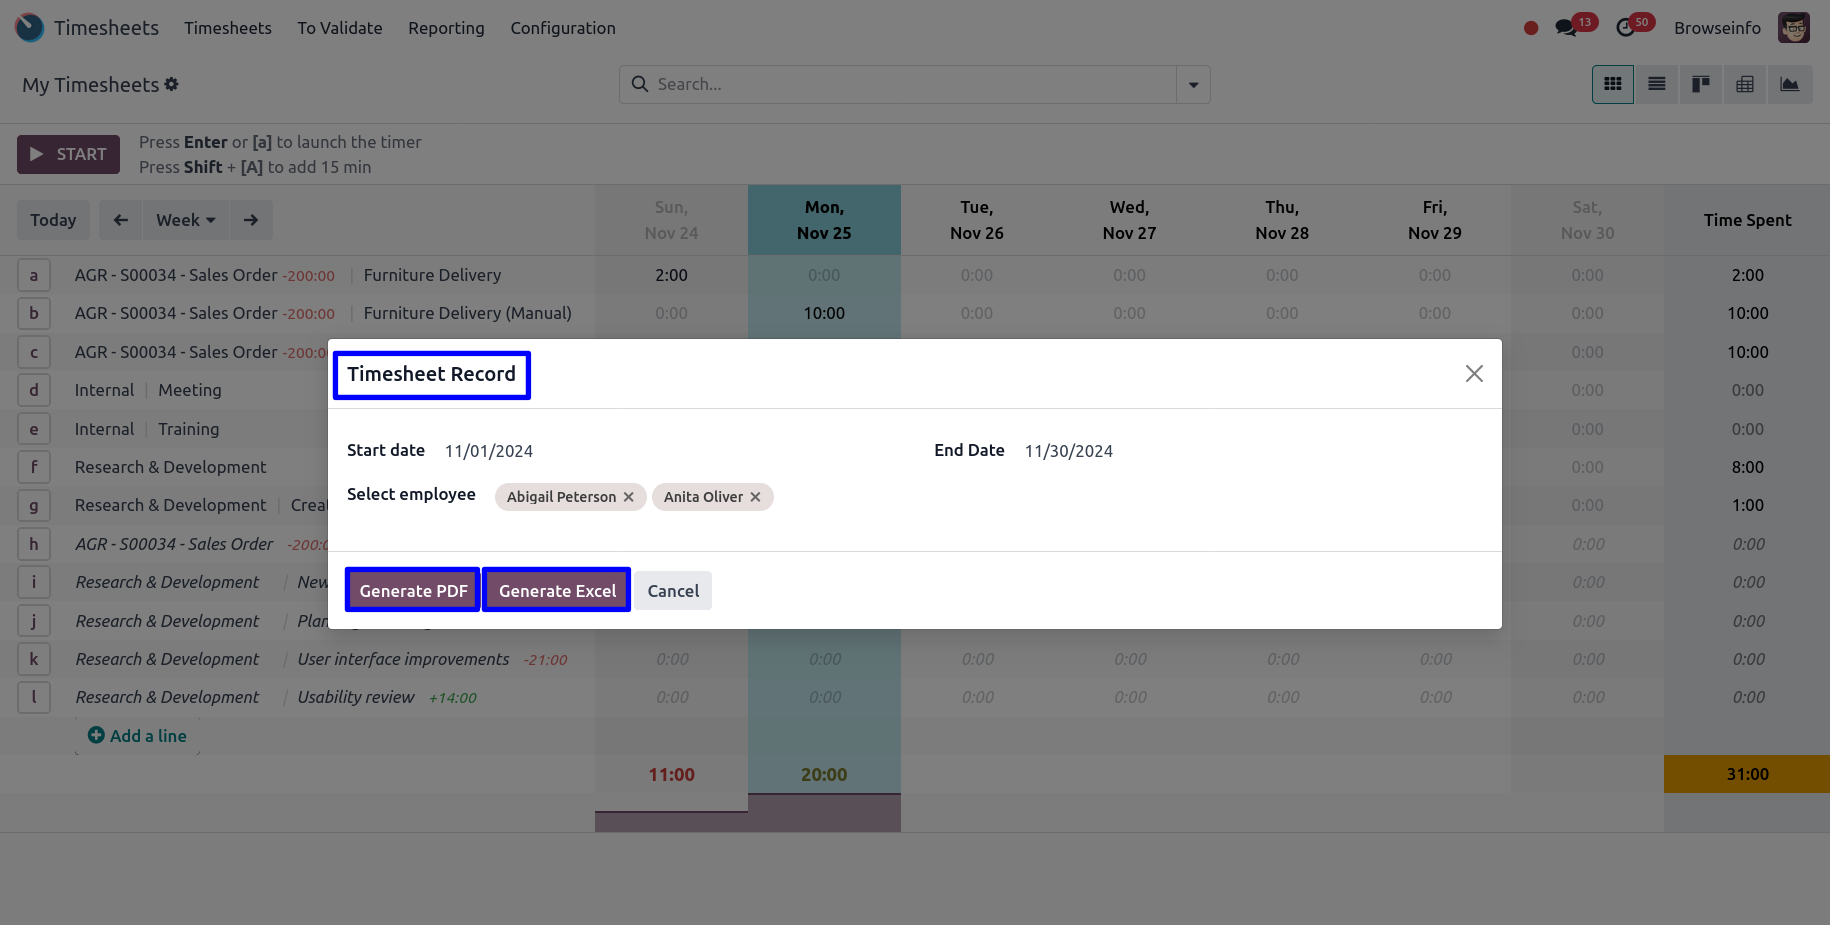 Timesheets Timesheets To Validate Reporting Configuration 13 50 Browseinfo
My Timesheets Search...
START Press Enter or [a] to launch the timer
Press Shift + [A] to add 15 min
Today Week Sun, Nov 24 Mon, Nov 25 Tue, Nov 26 Wed, Nov 27 Thu, Nov 28 Fri, Nov 29 Sat, Nov 30 Time Spent
a AGR - S00034 - Sales Order -200:00 | Furniture Delivery 2:00 0:00 0:00 0:00 0:00 0:00 0:00 2:00
b AGR - S00034 - Sales Order -200:00 | Furniture Delivery (Manual) 0:00 10:00 0:00 0:00 0:00 0:00 0:00 10:00
c AGR - S00034 - Sales Order 0:00 10:00
d Internal | Meeting 0:00 0:00
e Internal | Training 0:00 0:00
f Research & Development 0:00 8:00
g Research & Development | 0:00 1:00
h AGR - S00034 - Sales Order 0:00 0:00
i Research & Development | 0:00 0:00
j Research & Development | 0:00 0:00
k Research & Development | User interface improvements -21:00 0:00 0:00 0:00 0:00 0:00 0:00 0:00 0:00
l Research & Development | Usability review +14:00 0:00 0:00 0:00 0:00 0:00 0:00 0:00 0:00
Add a line
11:00 20:00 31:00
Timesheet Record
Start date 11/01/2024 End Date 11/30/2024
Select employee Abigail Peterson Anita Oliver
Generate PDF Generate Excel Cancel